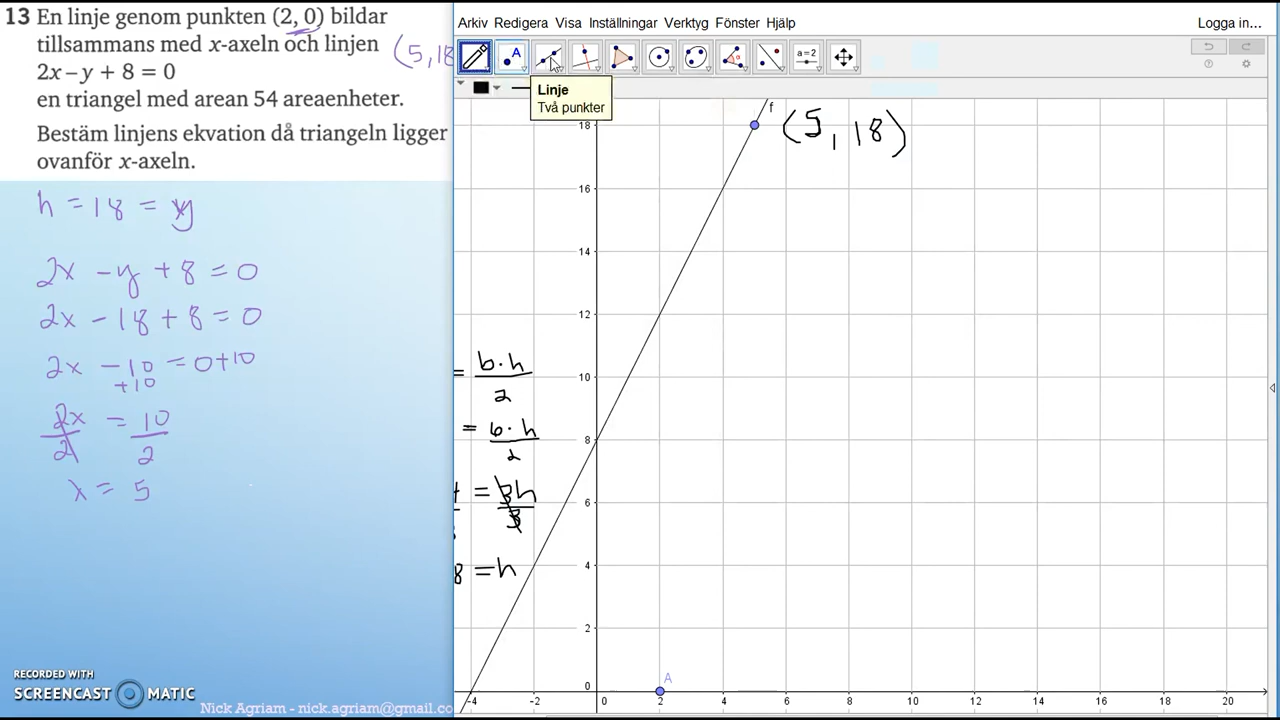 13 En linje genom punkten (2, 0) bildar
tillsammans med x-axeln och linjen
2x – y + 8 = 0
en triangel med arean 54 areaenheter.
Bestäm linjens ekvation då triangeln ligger
ovanför x-axeln.
(5,18
h = 18 = y
2x - y + 8 = 0
2x - 18 + 8 = 0
2x - 10 = 0+10
+10
2x = 10
2 2
x = 5
RECORDED WITH
SCREENCAST MATIC
Nick Agriam - nick.agriam@gmail.co
Arkiv Redigera Visa Inställningar Verktyg Fönster Hjälp Logga in...
A
a=2
Linje
Två punkter
f
(5, 18)
18
16
14
12
10
8
6
4
2
0
= b·h
2
= 6·h
2
= 3h
3
8 = h
A
-4 -2 0 2 4 6 8 10 12 14 16 18 20